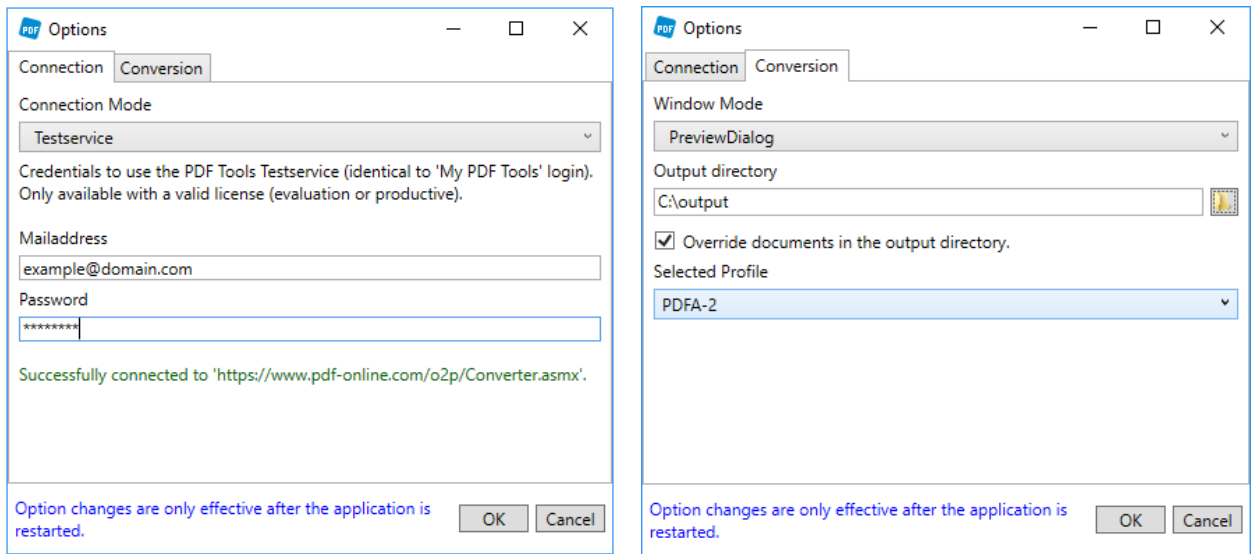 PDF Options
Connection Conversion
Connection Mode
Testservice
Credentials to use the PDF Tools Testservice (identical to 'My PDF Tools' login).
Only available with a valid license (evaluation or productive).
Mailaddress
example@domain.com
Password
********
Successfully connected to 'https://www.pdf-online.com/o2p/Converter.asmx'.
Option changes are only effective after the application is
restarted.
OK Cancel
PDF Options
Connection Conversion
Window Mode
PreviewDialog
Output directory
C:\output
Override documents in the output directory.
Selected Profile
PDFA-2
Option changes are only effective after the application is
restarted.
OK Cancel